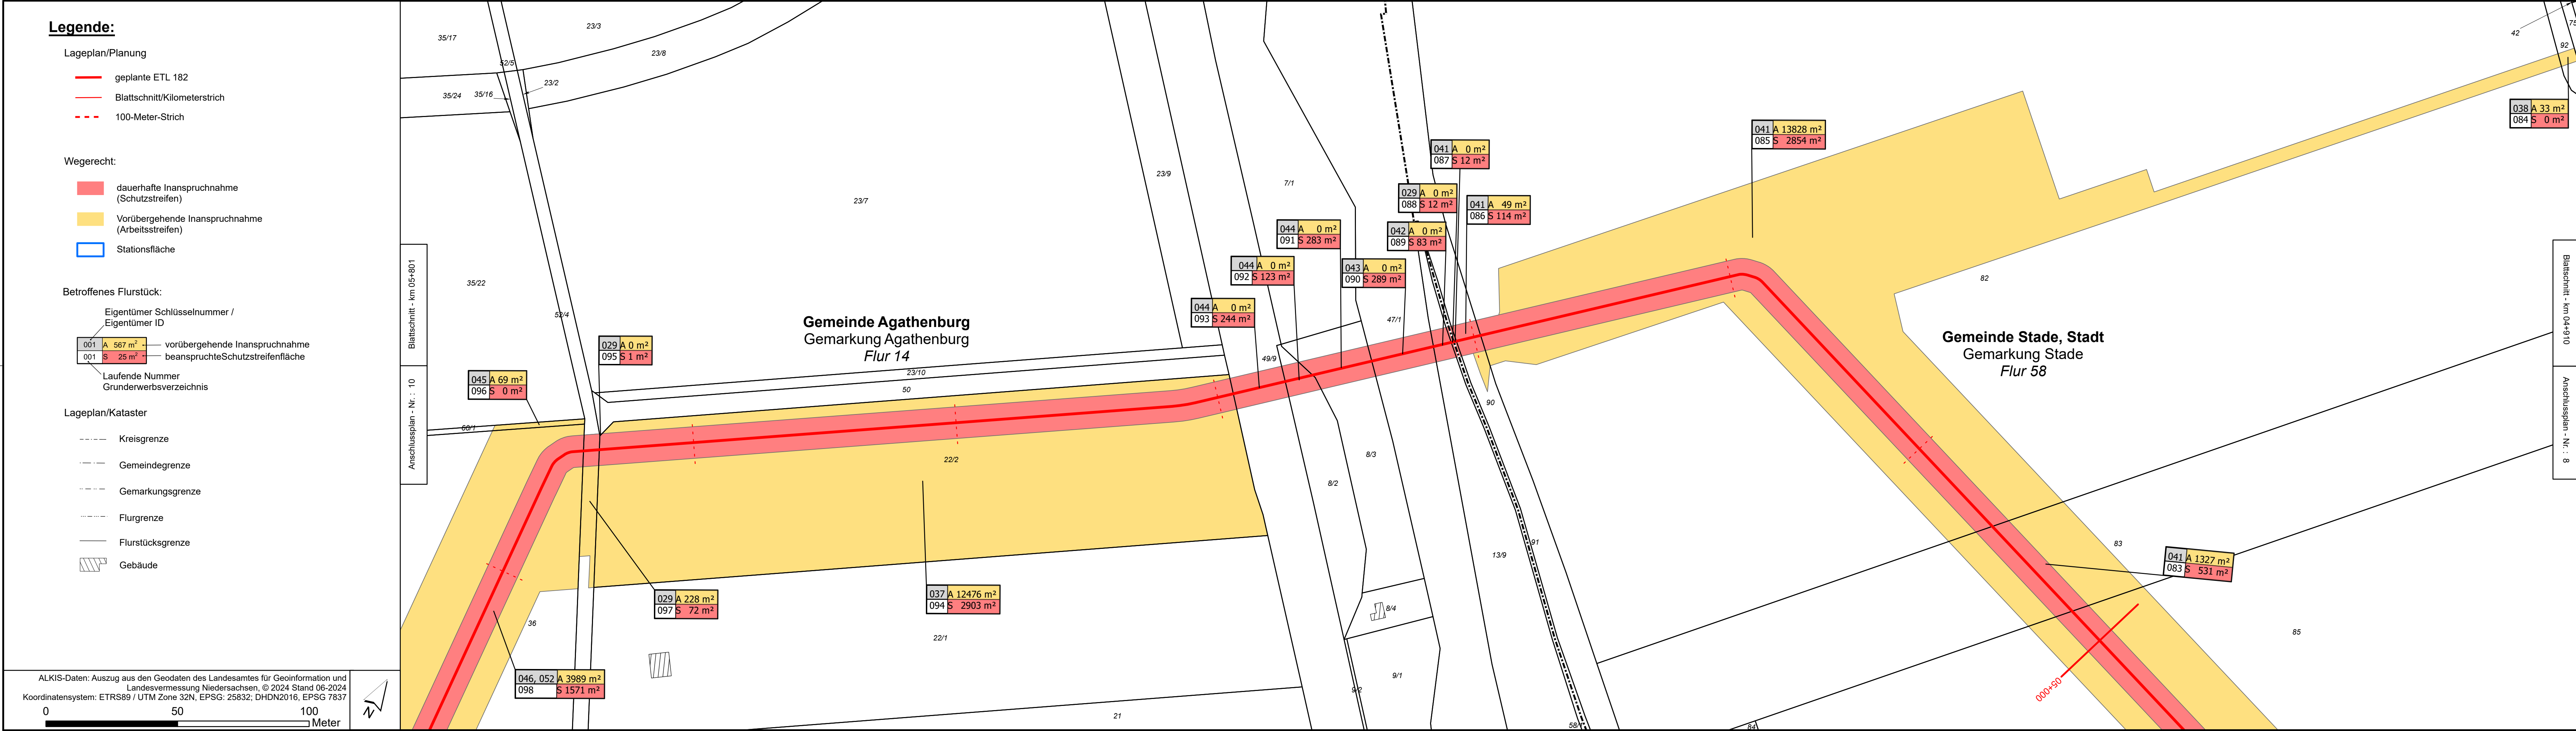 Legende:
Lageplan/Planung
geplante ETL 182
Blattschnitt/Kilometerstrich
100-Meter-Strich
Wegerecht:
dauerhafte Inanspruchnahme
(Schutzstreifen)
Vorübergehende Inanspruchnahme
(Arbeitsstreifen)
Stationsfläche
Betroffenes Flurstück:
Eigentümer Schlüsselnummer /
Eigentümer ID
001 A 567 m²
001 S 25 m²
vorübergehende Inanspruchnahme
beanspruchteSchutzstreifenfläche
Laufende Nummer
Grunderwerbsverzeichnis
Lageplan/Kataster
Kreisgrenze
Gemeindegrenze
Gemarkungsgrenze
Flurgrenze
Flurstücksgrenze
Gebäude
ALKIS-Daten: Auszug aus den Geodaten des Landesamtes für Geoinformation und
Landesvermessung Niedersachsen, © 2024 Stand 06-2024
Koordinatensystem: ETRS89 / UTM Zone 32N, EPSG: 25832; DHDN2016, EPSG 7837
0 50 100
Meter
N
Blattschnitt - km 05+801
Anschlussplan - Nr. : 10
35/17
23/3
23/8
52/5
23/2
35/24
35/16
23/7
23/9
35/22
52/4
7/1
Gemeinde Agathenburg
Gemarkung Agathenburg
Flur 14
029 A 0 m²
095 S 1 m²
045 A 69 m²
096 S 0 m²
60/1
23/10
50
22/2
044 A 0 m²
093 S 244 m²
044 A 0 m²
092 S 123 m²
044 A 0 m²
091 S 283 m²
043 A 0 m²
090 S 289 m²
042 A 0 m²
089 S 83 m²
029 A 0 m²
088 S 12 m²
041 A 0 m²
087 S 12 m²
041 A 49 m²
086 S 114 m²
041 A 13828 m²
085 S 2854 m²
038 A 33 m²
084 S 0 m²
42
92
75
47/1
49/9
90
8/3
8/2
13/9
91
8/4
9/1
9/2
58/
36
029 A 228 m²
097 S 72 m²
037 A 12476 m²
094 S 2903 m²
22/1
046, 052 A 3989 m²
098 S 1571 m²
21
82
Gemeinde Stade, Stadt
Gemarkung Stade
Flur 58
83
041 A 1327 m²
083 S 531 m²
85
84
05+000
Blattschnitt - km 04+910
Anschlussplan - Nr. : 8